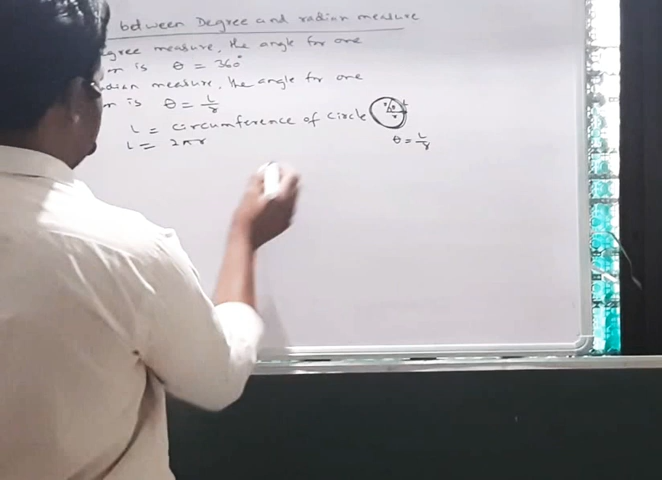 between Degree and radian measure
egree measure, the angle for one
is θ = 360°
dian measure, the angle for one
is θ = L/r
L = circumference of circle
L = 2πr
θ = L/r